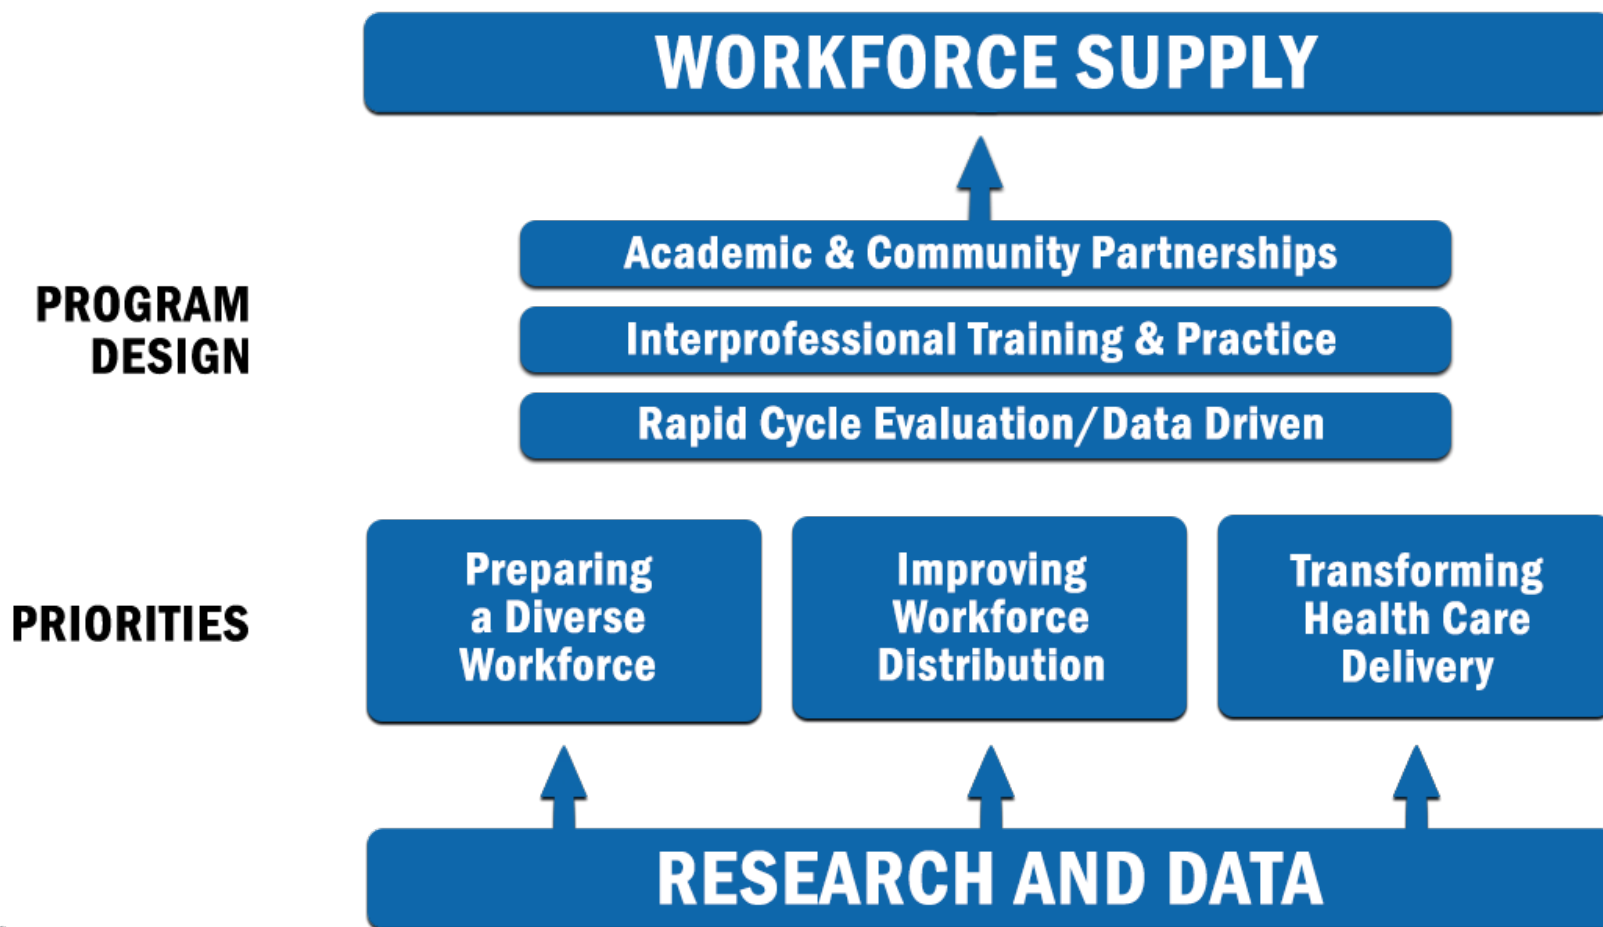 WORKFORCE SUPPLY
PROGRAM
DESIGN
Academic & Community Partnerships
Interprofessional Training & Practice
Rapid Cycle Evaluation/Data Driven
PRIORITIES
Preparing
a Diverse
Workforce
Improving
Workforce
Distribution
Transforming
Health Care
Delivery
RESEARCH AND DATA